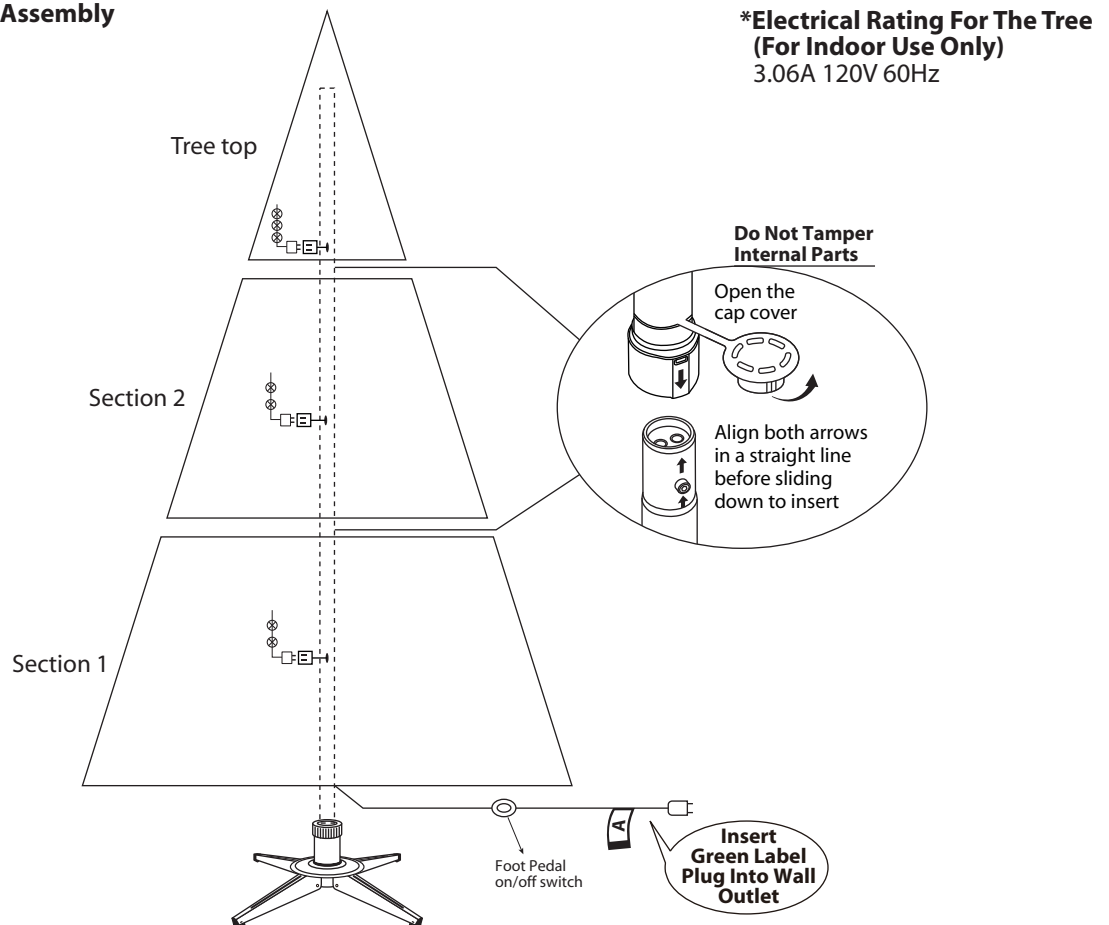 Assembly
*Electrical Rating For The Tree
(For Indoor Use Only)
3.06A 120V 60Hz
Tree top
Do Not Tamper
Internal Parts
Open the
cap cover
Section 2
Align both arrows
in a straight line
before sliding
down to insert
Section 1
A
Foot Pedal
on/off switch
Insert
Green Label
Plug Into Wall
Outlet